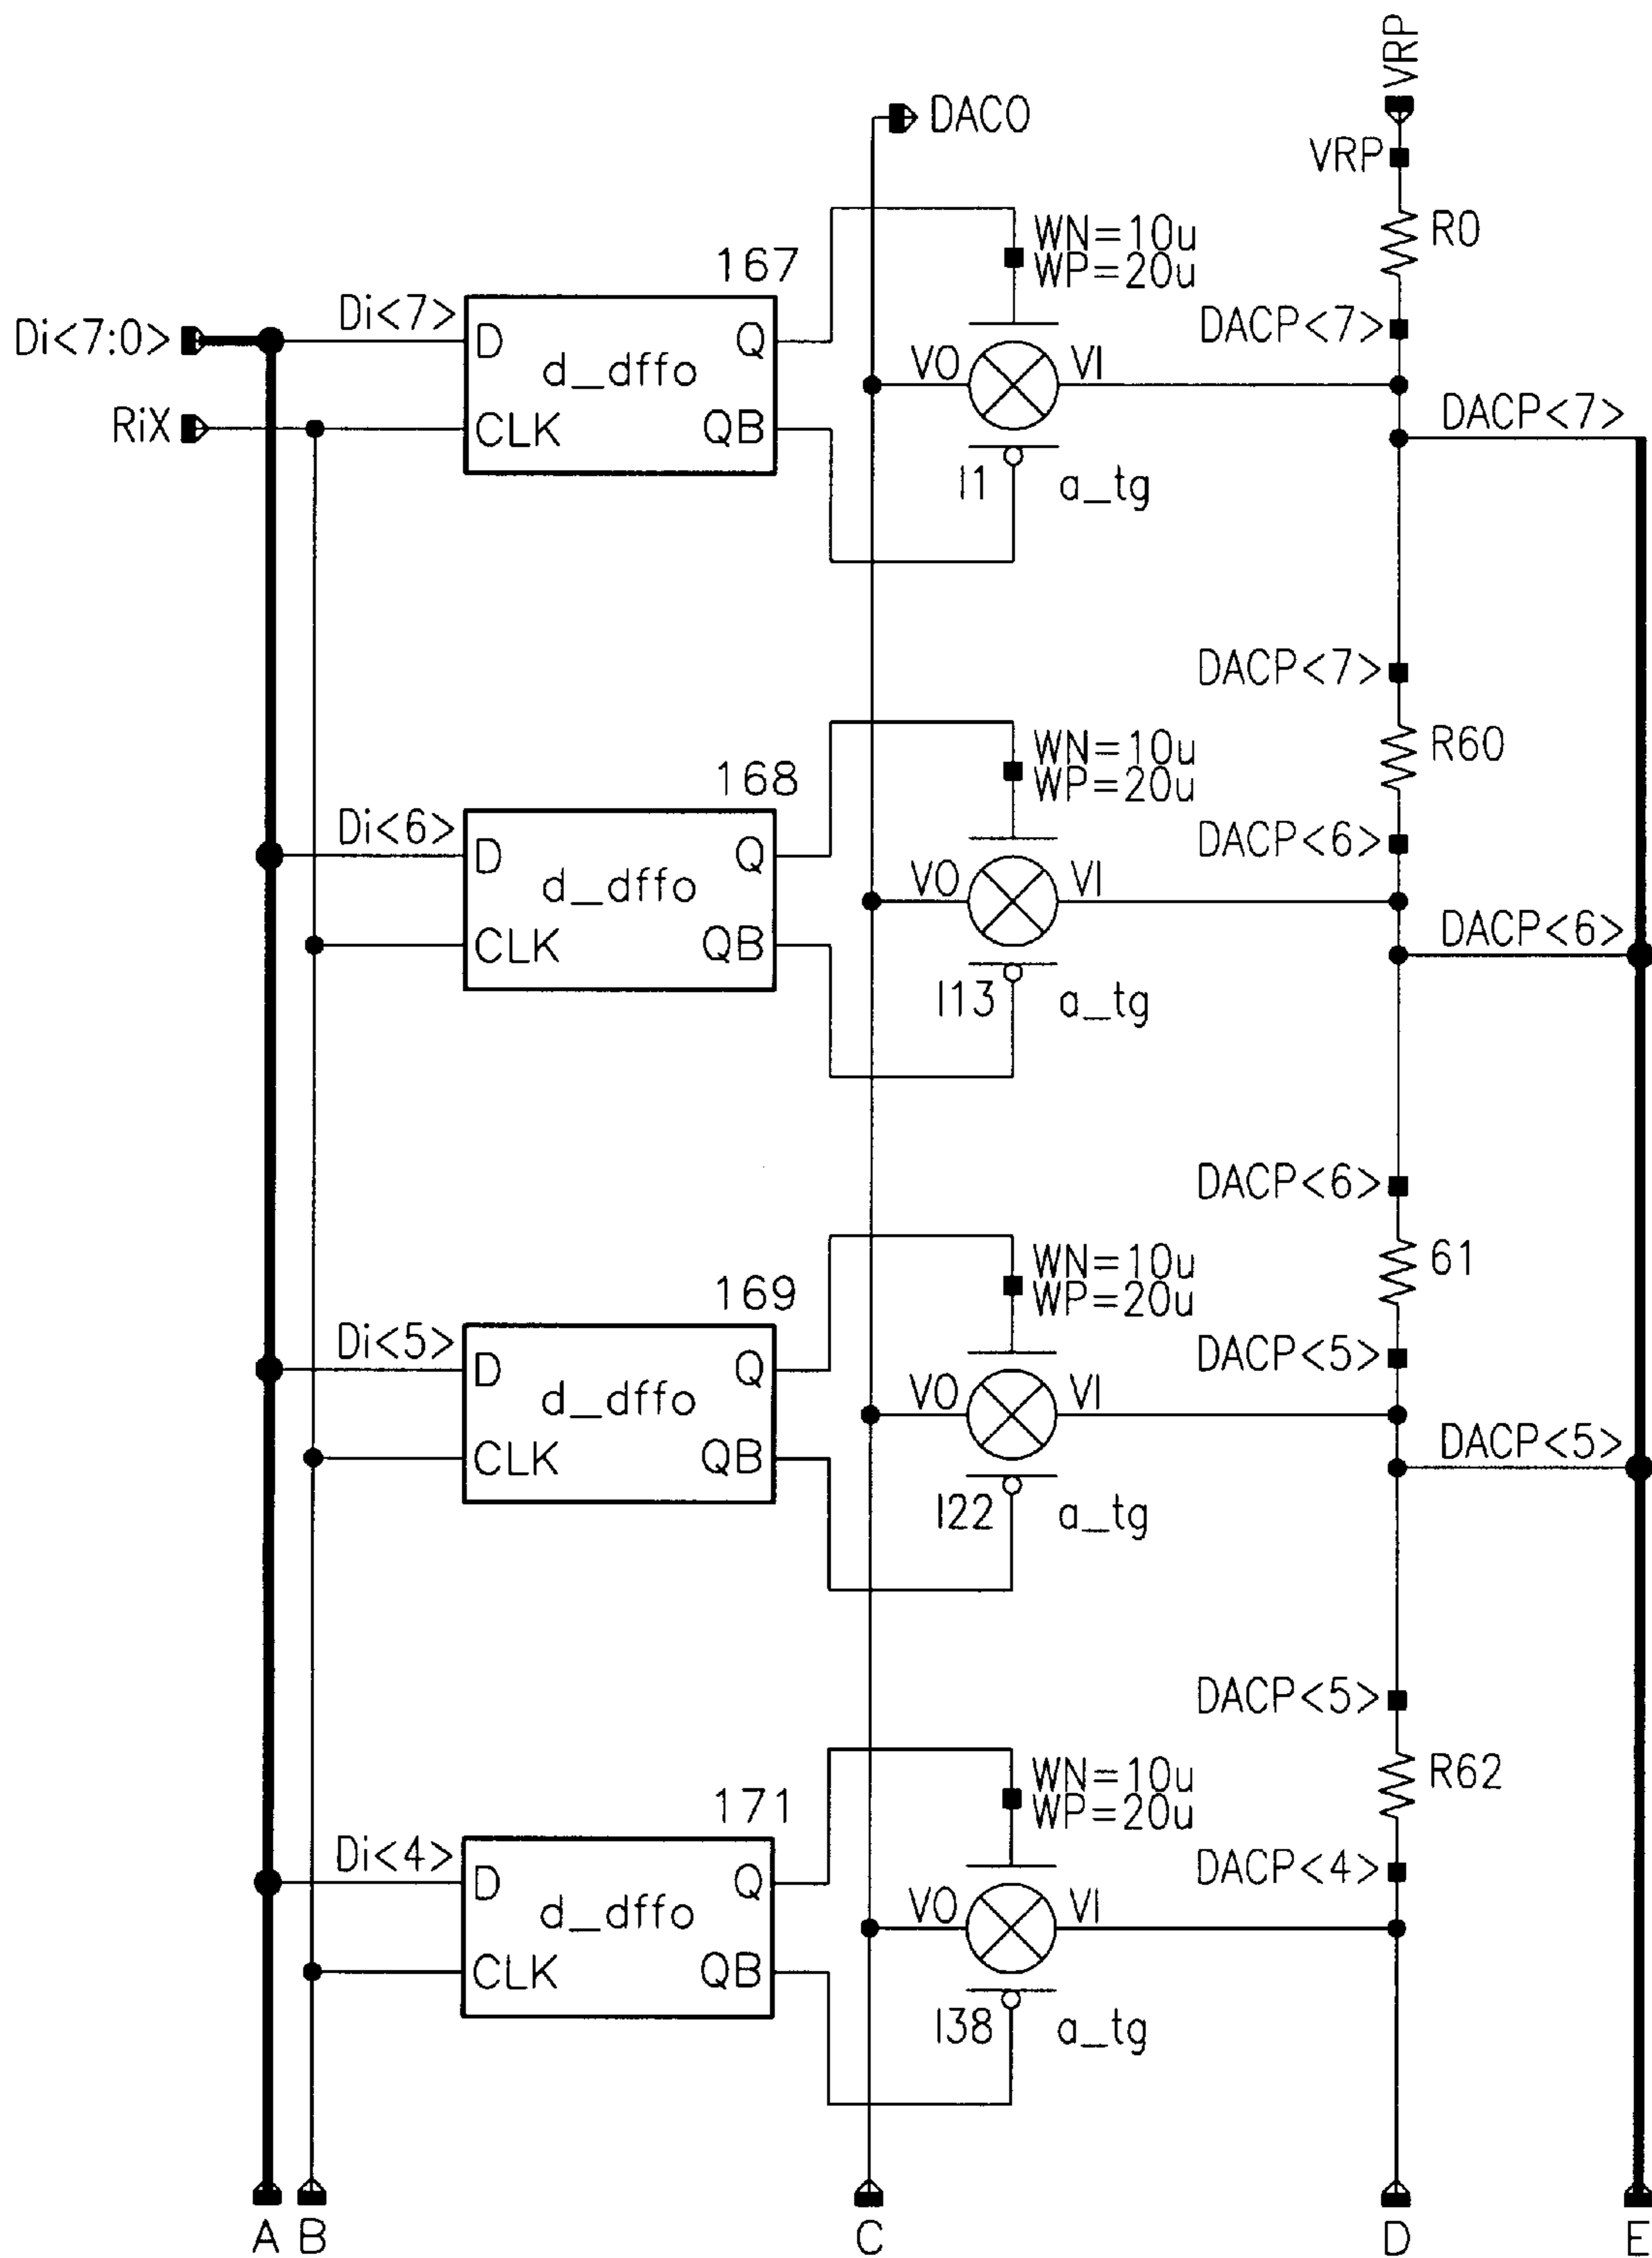 VRP
DACO
VRP
R0
WN=10u
WP=20u
167
Di<7:0>
Di<7>
D
Q
d_dffo
DACP<7>
VO
VI
RiX
CLK
QB
DACP<7>
I1
a_tg
DACP<7>
R60
WN=10u
WP=20u
168
Di<6>
D
Q
d_dffo
DACP<6>
VO
VI
CLK
QB
DACP<6>
I13
a_tg
DACP<6>
61
WN=10u
WP=20u
169
Di<5>
D
Q
d_dffo
DACP<5>
VO
VI
CLK
QB
DACP<5>
I22
a_tg
DACP<5>
R62
WN=10u
WP=20u
171
Di<4>
D
Q
d_dffo
DACP<4>
VO
VI
CLK
QB
I38
a_tg
A
B
C
D
E